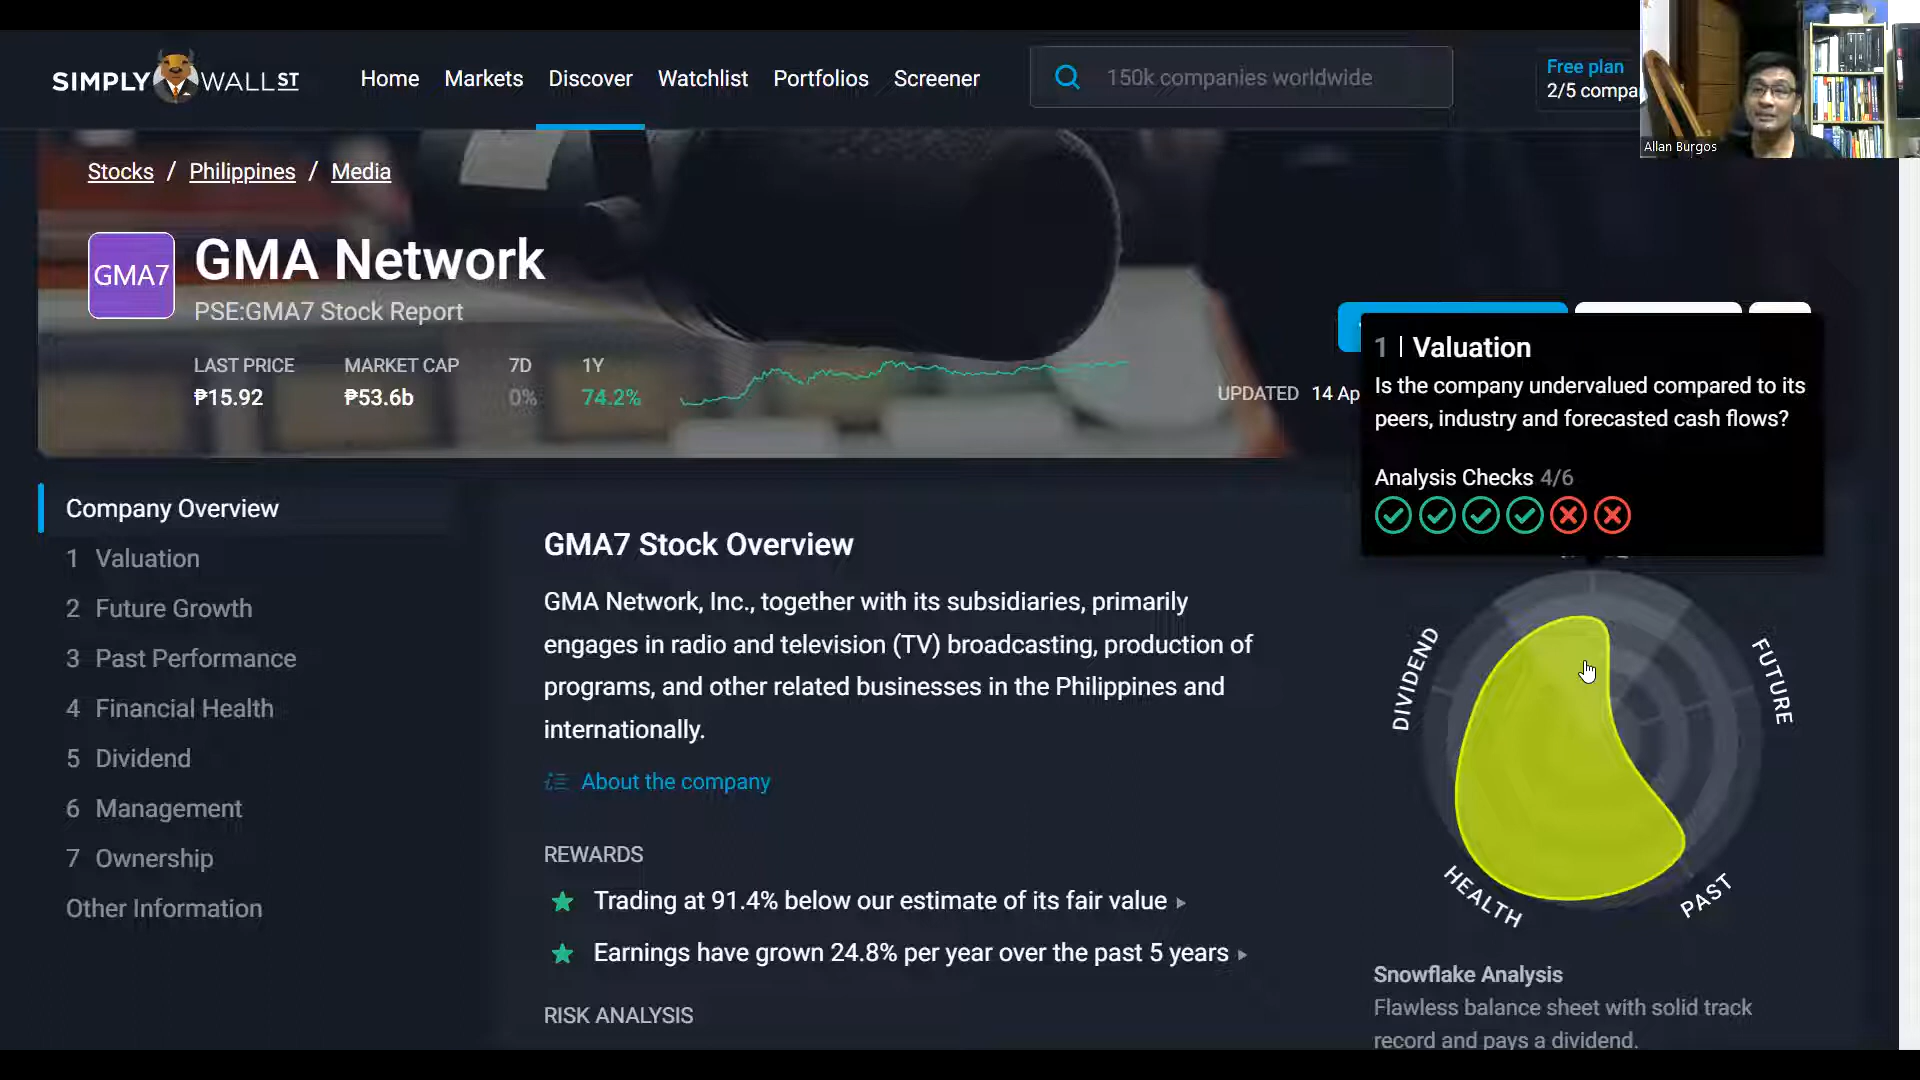 SIMPLY WALL ST
Home
Markets
Discover
Watchlist
Portfolios
Screener
150k companies worldwide
Free plan
2/5 compa
Allan Burgos
Stocks / Philippines / Media
GMA7
GMA Network
PSE:GMA7 Stock Report
LAST PRICE
₱15.92
MARKET CAP
₱53.6b
7D
0%
1Y
74.2%
UPDATED 14 Ap
1 | Valuation
Is the company undervalued compared to its
peers, industry and forecasted cash flows?
Analysis Checks 4/6
Company Overview
1 Valuation
2 Future Growth
3 Past Performance
4 Financial Health
5 Dividend
6 Management
7 Ownership
Other Information
GMA7 Stock Overview
GMA Network, Inc., together with its subsidiaries, primarily
engages in radio and television (TV) broadcasting, production of
programs, and other related businesses in the Philippines and
internationally.
About the company
REWARDS
Trading at 91.4% below our estimate of its fair value
Earnings have grown 24.8% per year over the past 5 years
RISK ANALYSIS
DIVIDEND
FUTURE
HEALTH
PAST
Snowflake Analysis
Flawless balance sheet with solid track
record and pays a dividend.